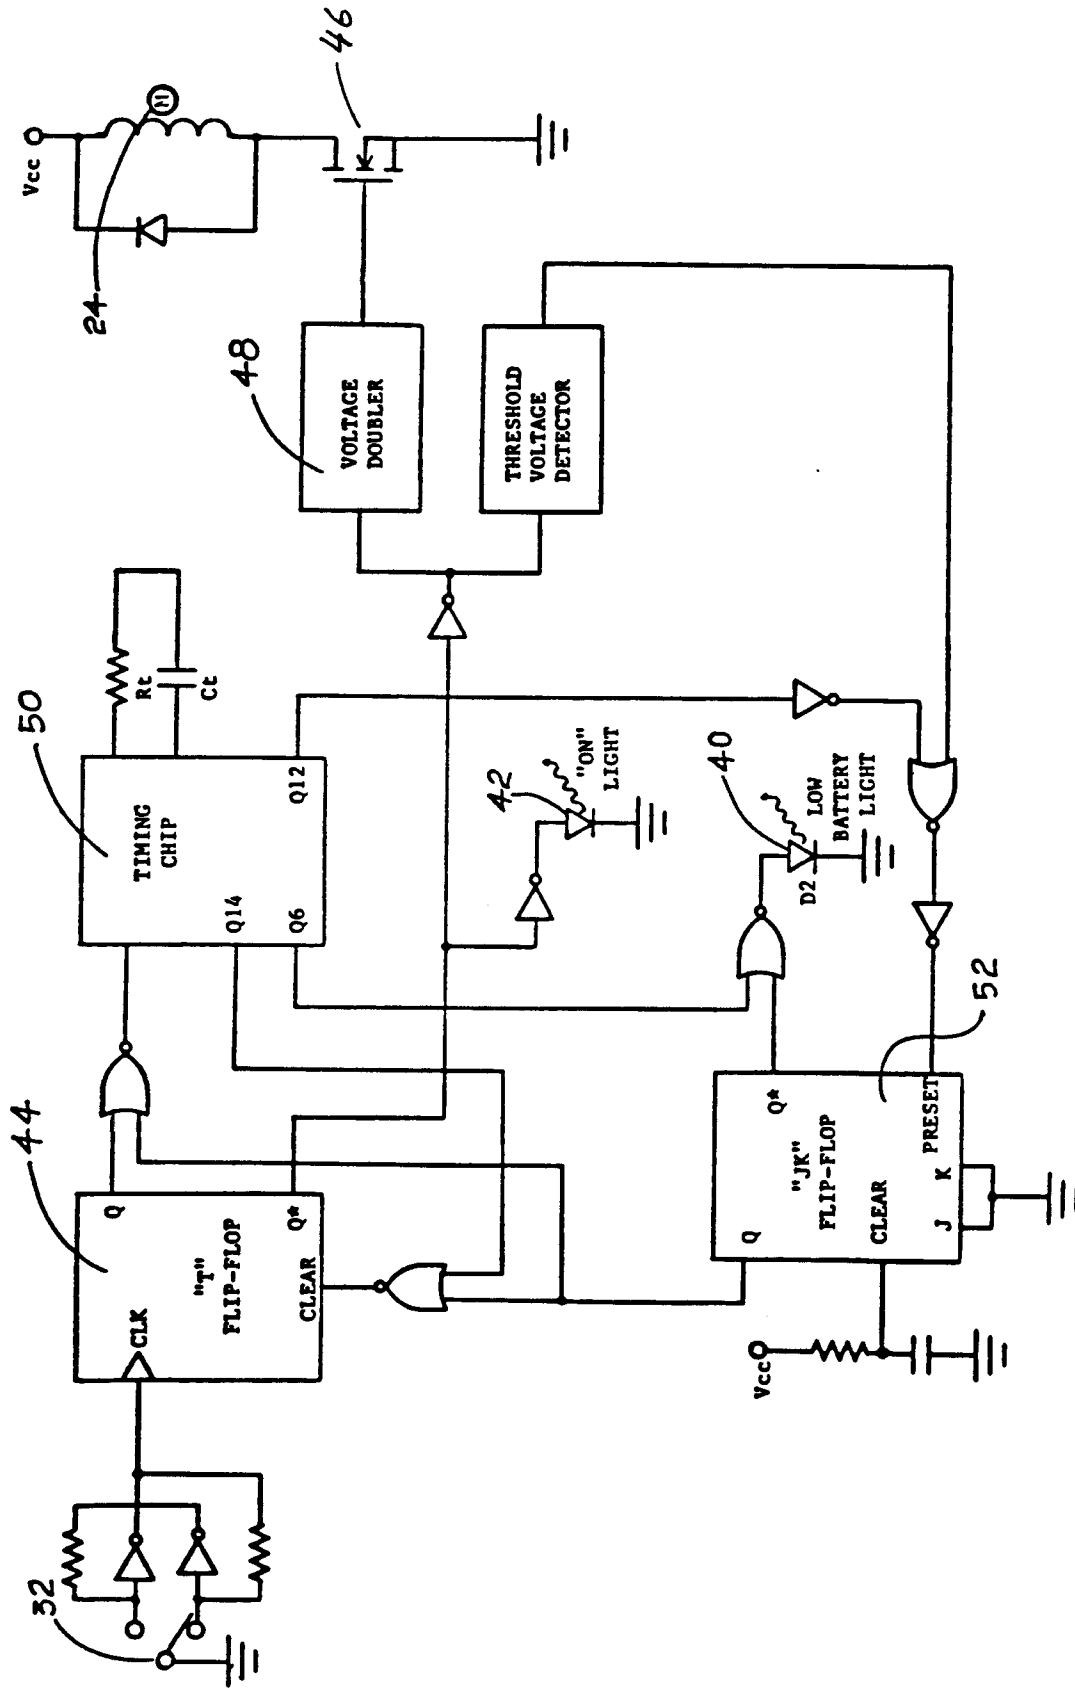 32
CLK
"T"
FLIP-FLOP
CLEAR
Q
Q*
44
50
TIMING
CHIP
Q14
Q6
Q12
Rt
Ct
Vcc
24
M
46
48
VOLTAGE
DOUBLER
THRESHOLD
VOLTAGE
DETECTOR
42
"ON"
LIGHT
40
D2
LOW
BATTERY
LIGHT
Vcc
Q
"JK"
FLIP-FLOP
CLEAR
J
K
Q*
PRESET
52